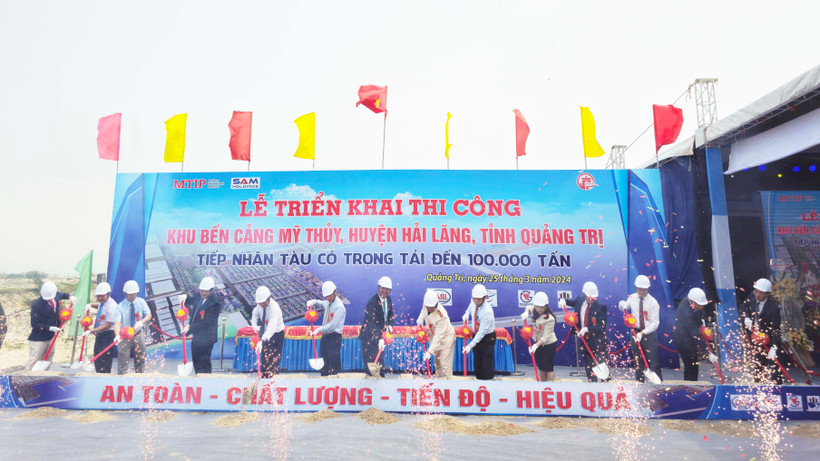 MTIP
SAM
HOLDINGS
LỄ TRIỂN KHAI THI CÔNG
KHU BẾN CẢNG MỸ THỦY, HUYỆN HẢI LĂNG, TỈNH QUẢNG TRỊ
TIẾP NHẬN TÀU CÓ TRỌNG TẢI ĐẾN 100.000 TẤN
Quảng Trị, ngày 25 tháng 3 năm 2024
AN TOÀN - CHẤT LƯỢNG - TIẾN ĐỘ - HIỆU QUẢ